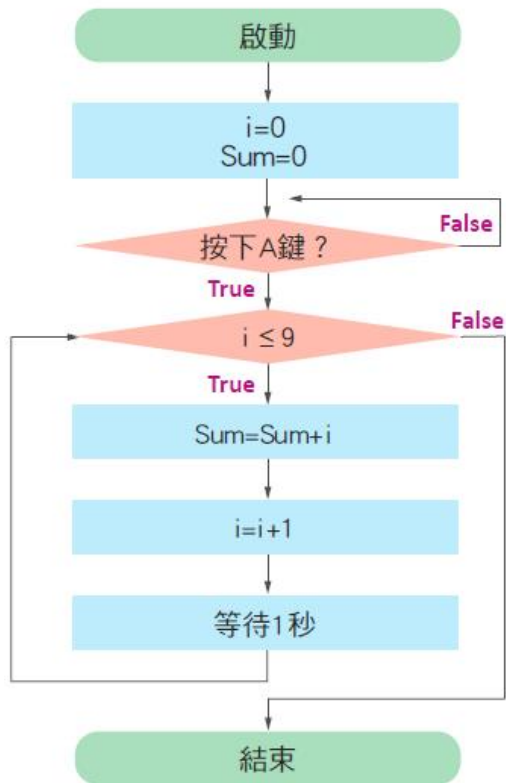 啟動
i=0
Sum=0
按下A鍵？
False
True
i ≤ 9
False
True
Sum=Sum+i
i=i+1
等待1秒
結束